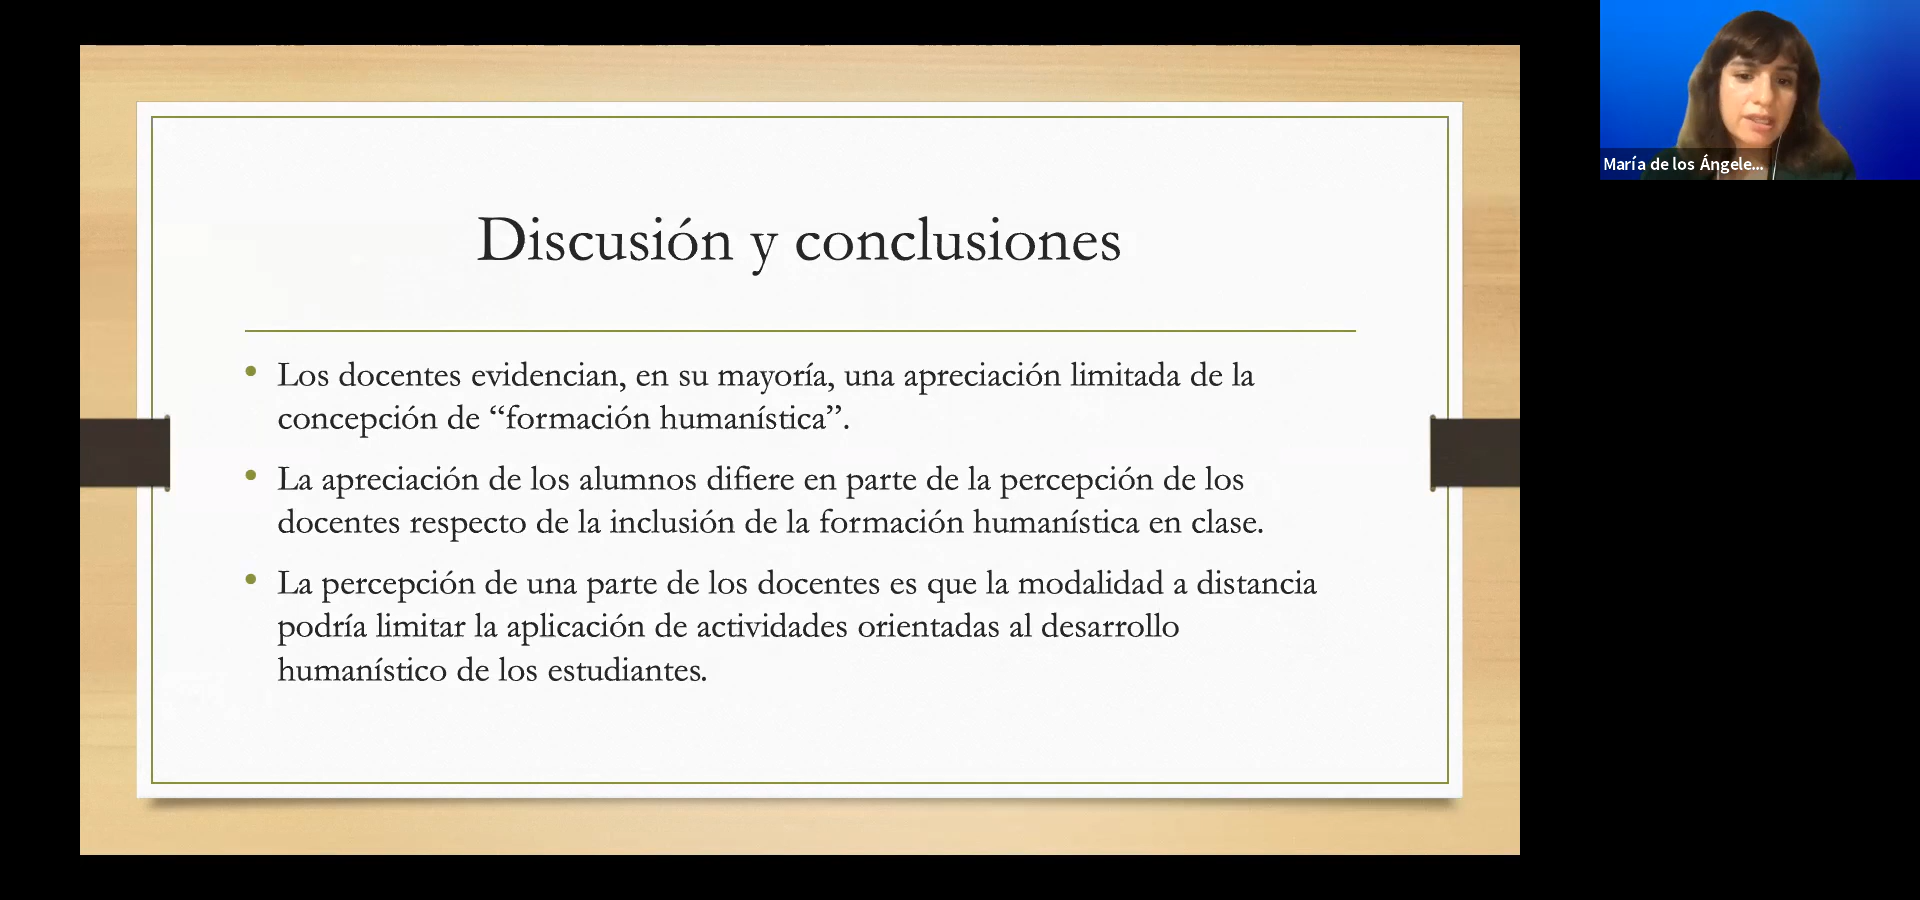 Discusión y conclusiones
• Los docentes evidencian, en su mayoría, una apreciación limitada de la
concepción de “formación humanística”.
• La apreciación de los alumnos difiere en parte de la percepción de los
docentes respecto de la inclusión de la formación humanística en clase.
• La percepción de una parte de los docentes es que la modalidad a distancia
podría limitar la aplicación de actividades orientadas al desarrollo
humanístico de los estudiantes.
María de los Ángele...